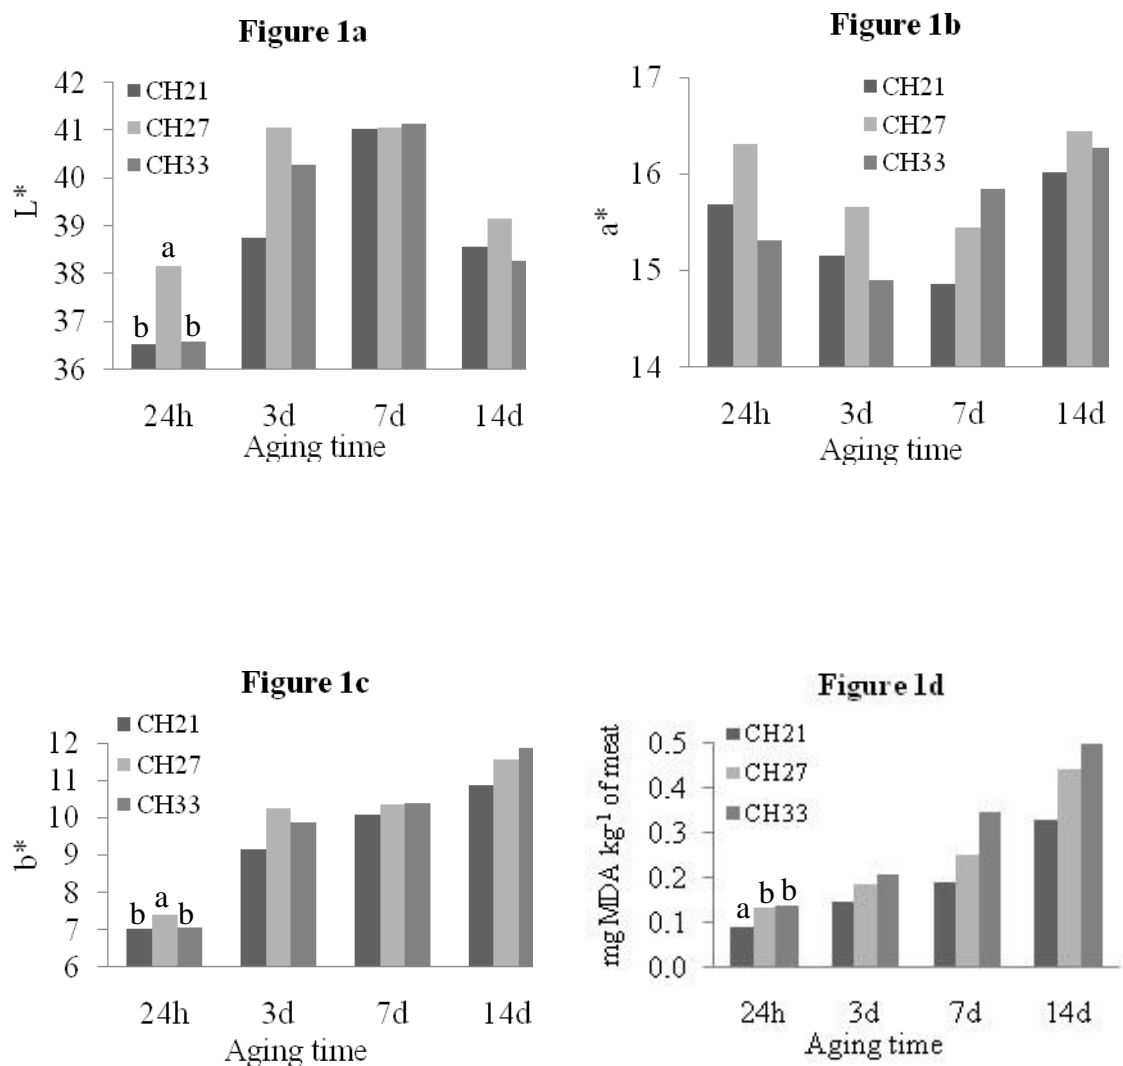 Figure 1a
42
41
40
39
38
37
36
L*
CH21
CH27
CH33
b
a
b
24h 3d 7d 14d
Aging time
Figure 1b
17
16
15
14
a*
CH21
CH27
CH33
24h 3d 7d 14d
Aging time
Figure 1c
12
11
10
9
8
7
6
b*
CH21
CH27
CH33
b
a
b
24h 3d 7d 14d
Aging time
Figure 1d
0.5
0.4
0.3
0.2
0.1
0.0
mg MDA kg⁻¹ of meat
CH21
CH27
CH33
a
b
b
24h 3d 7d 14d
Aging time